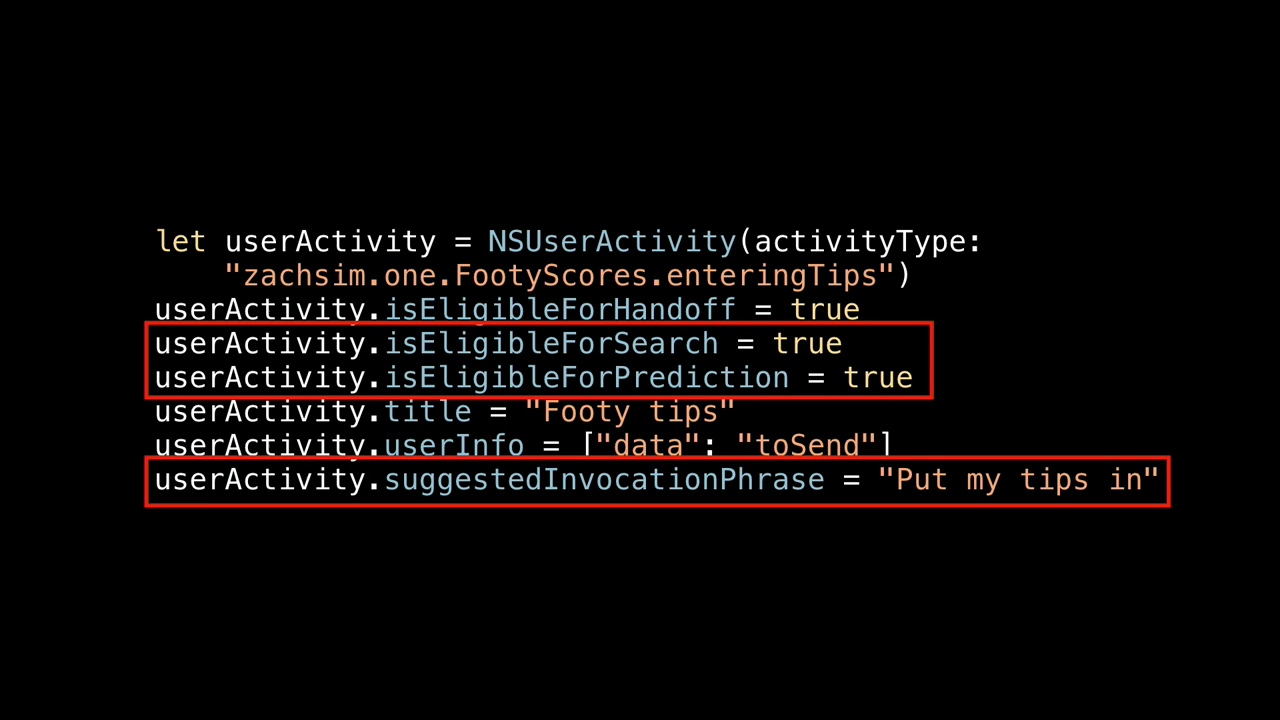 let userActivity = NSUserActivity(activityType:
"zachsim.one.FootyScores.enteringTips")
userActivity.isEligibleForHandoff = true
userActivity.isEligibleForSearch = true
userActivity.isEligibleForPrediction = true
userActivity.title = "Footy tips"
userActivity.userInfo = ["data": "toSend"]
userActivity.suggestedInvocationPhrase = "Put my tips in"